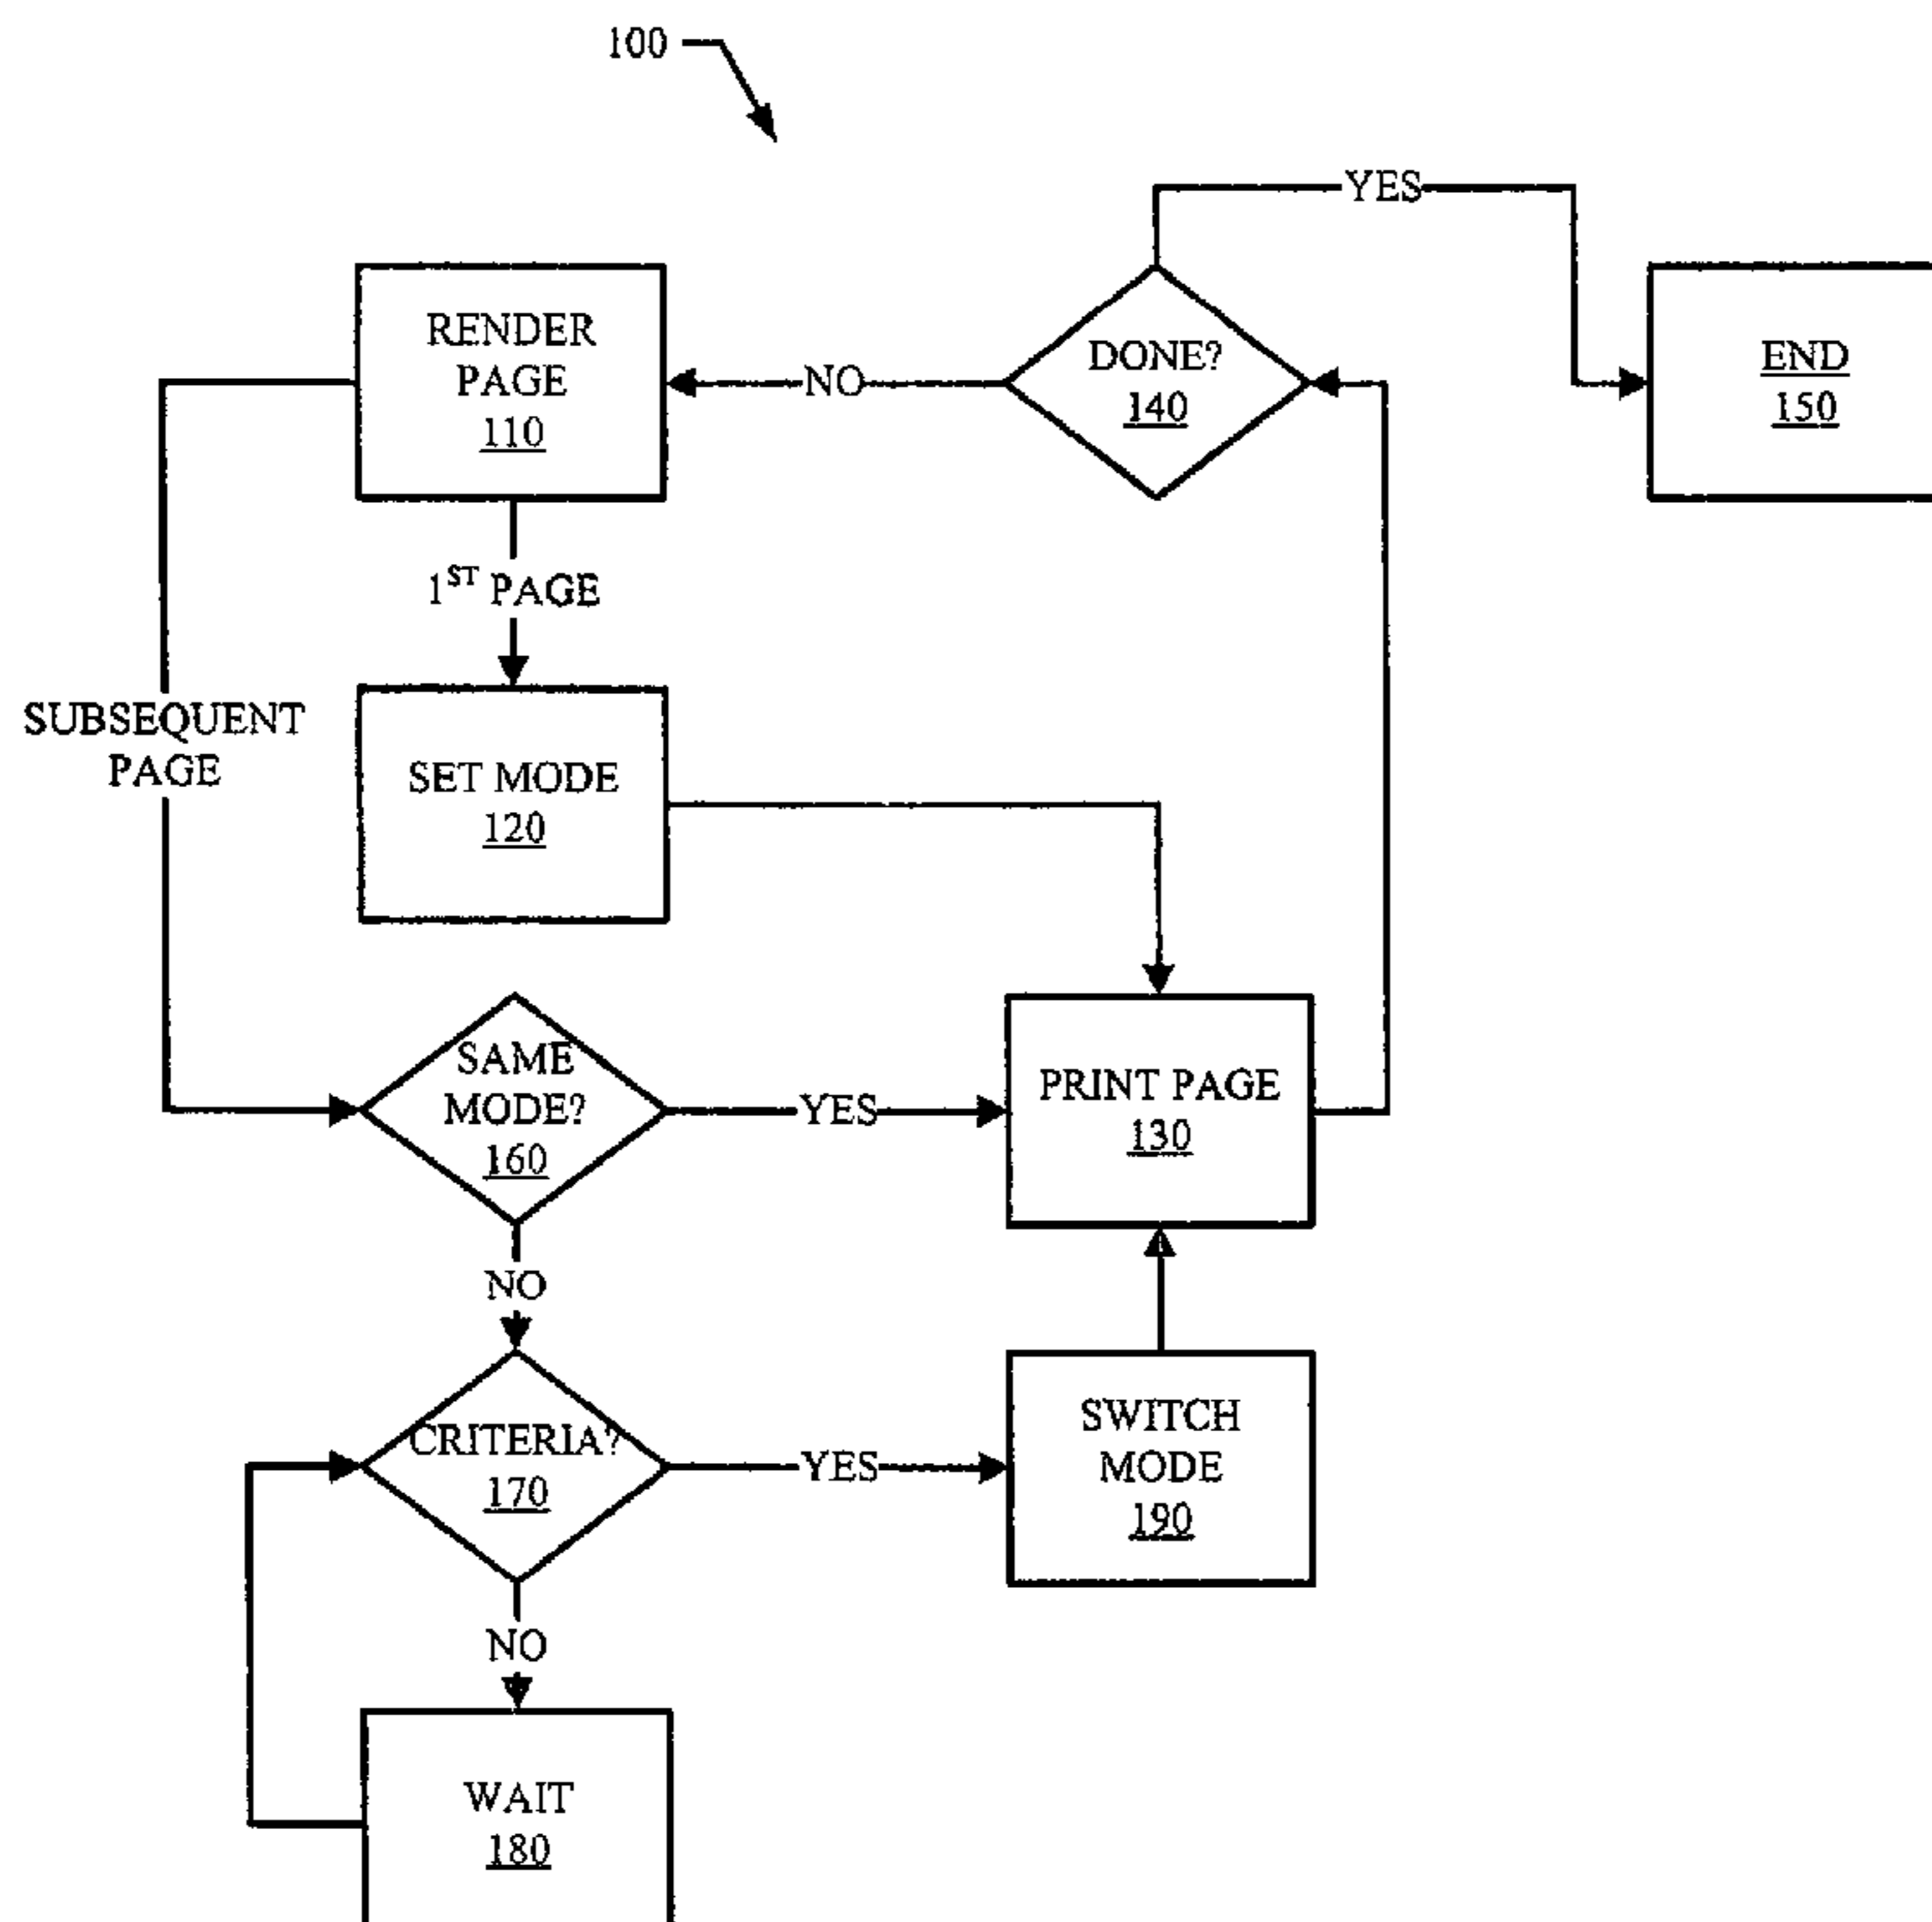 100
YES
RENDER
PAGE
110
NO
DONE?
140
END
150
1ST PAGE
SUBSEQUENT
PAGE
SET MODE
120
SAME
MODE?
160
YES
PRINT PAGE
130
NO
CRITERIA?
170
YES
SWITCH
MODE
190
NO
WAIT
180